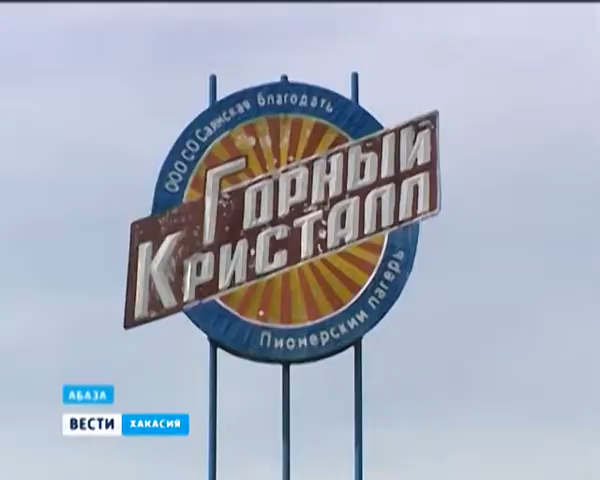 ООО СО Саянская благодать
Горный
Кристалл
Пионерский лагерь
АБАЗА
ВЕСТИ ХАКАСИЯ